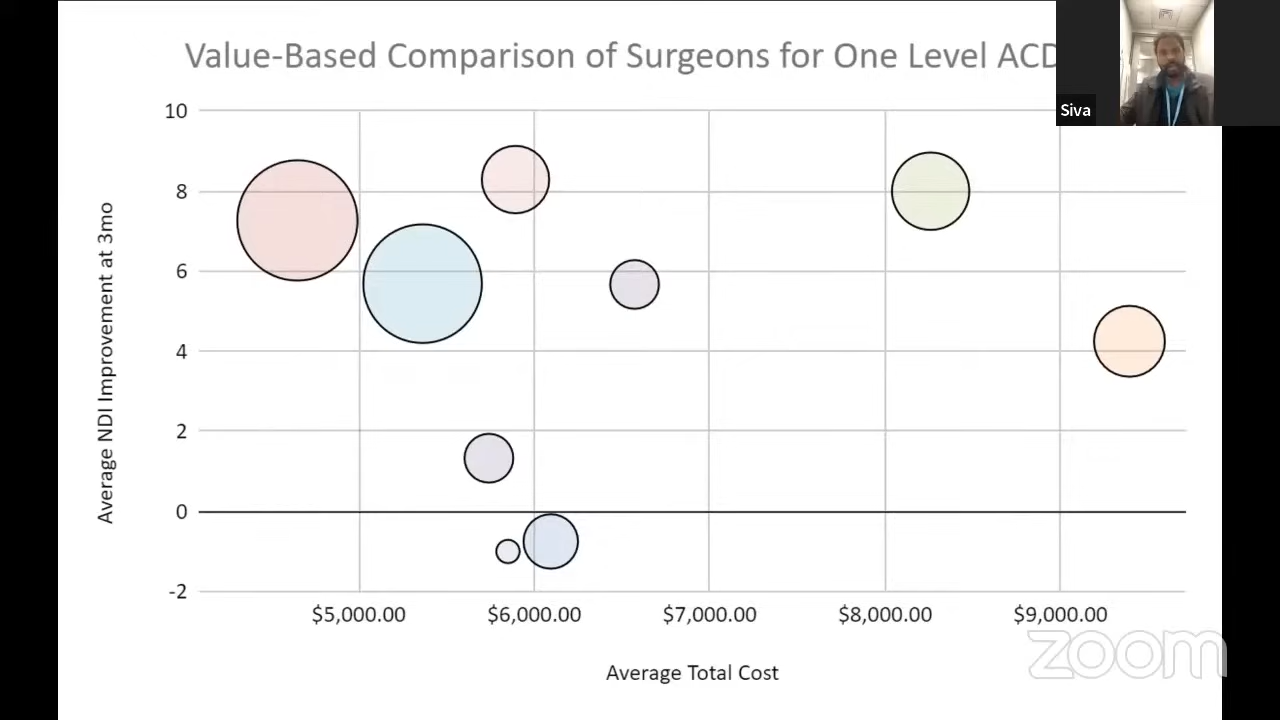 Value-Based Comparison of Surgeons for One Level ACD
Siva
10
8
6
4
2
0
-2
Average NDI Improvement at 3mo
$5,000.00 $6,000.00 $7,000.00 $8,000.00 $9,000.00
Average Total Cost
zoom